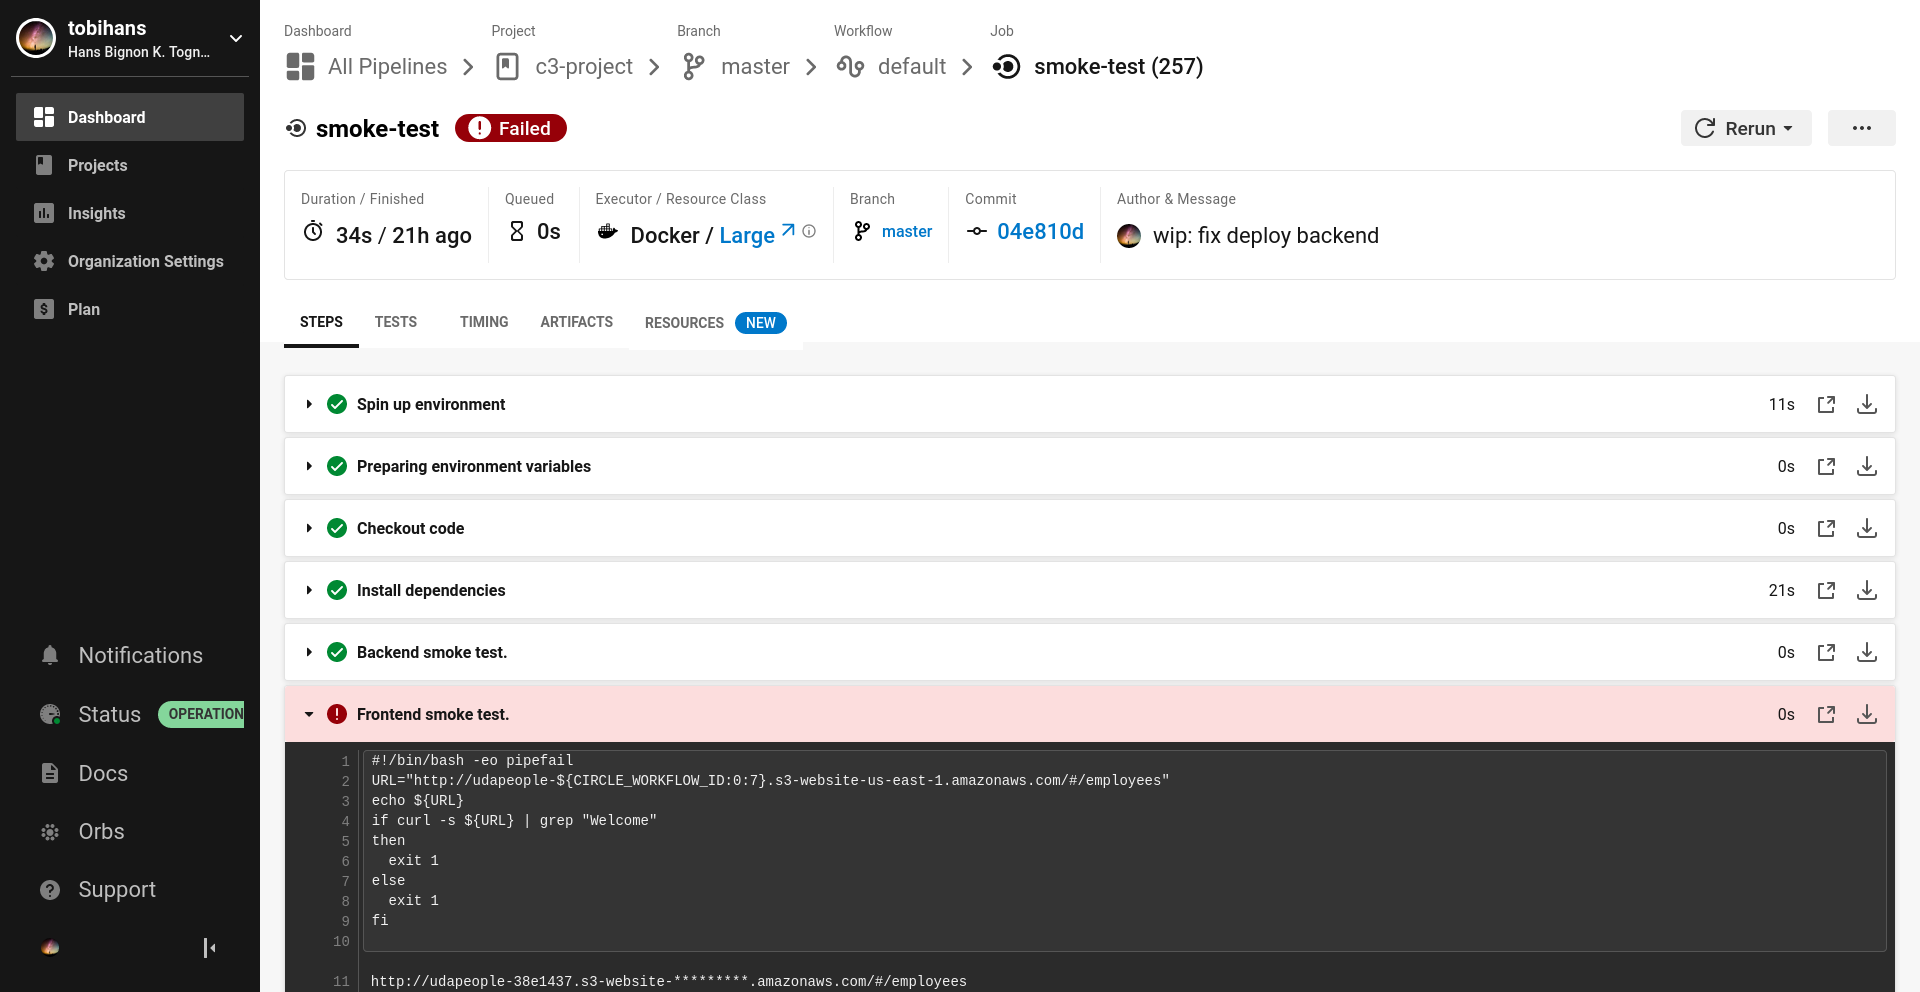 tobihans
Hans Bignon K. Togn...
Dashboard
Projects
Insights
Organization Settings
Plan
Notifications
Status OPERATION
Docs
Orbs
Support
Dashboard Project Branch Workflow Job
All Pipelines c3-project master default smoke-test (257)
smoke-test Failed Rerun
Duration / Finished Queued Executor / Resource Class Branch Commit Author & Message
34s / 21h ago 0s Docker / Large master 04e810d wip: fix deploy backend
STEPS TESTS TIMING ARTIFACTS RESOURCES NEW
Spin up environment 11s
Preparing environment variables 0s
Checkout code 0s
Install dependencies 21s
Backend smoke test. 0s
Frontend smoke test. 0s
1 #!/bin/bash -eo pipefail
2 URL="http://udapeople-${CIRCLE_WORKFLOW_ID:0:7}.s3-website-us-east-1.amazonaws.com/#/employees"
3 echo ${URL}
4 if curl -s ${URL} | grep "Welcome"
5 then
6   exit 1
7 else
8   exit 1
9 fi
10
11 http://udapeople-38e1437.s3-website-*********.amazonaws.com/#/employees